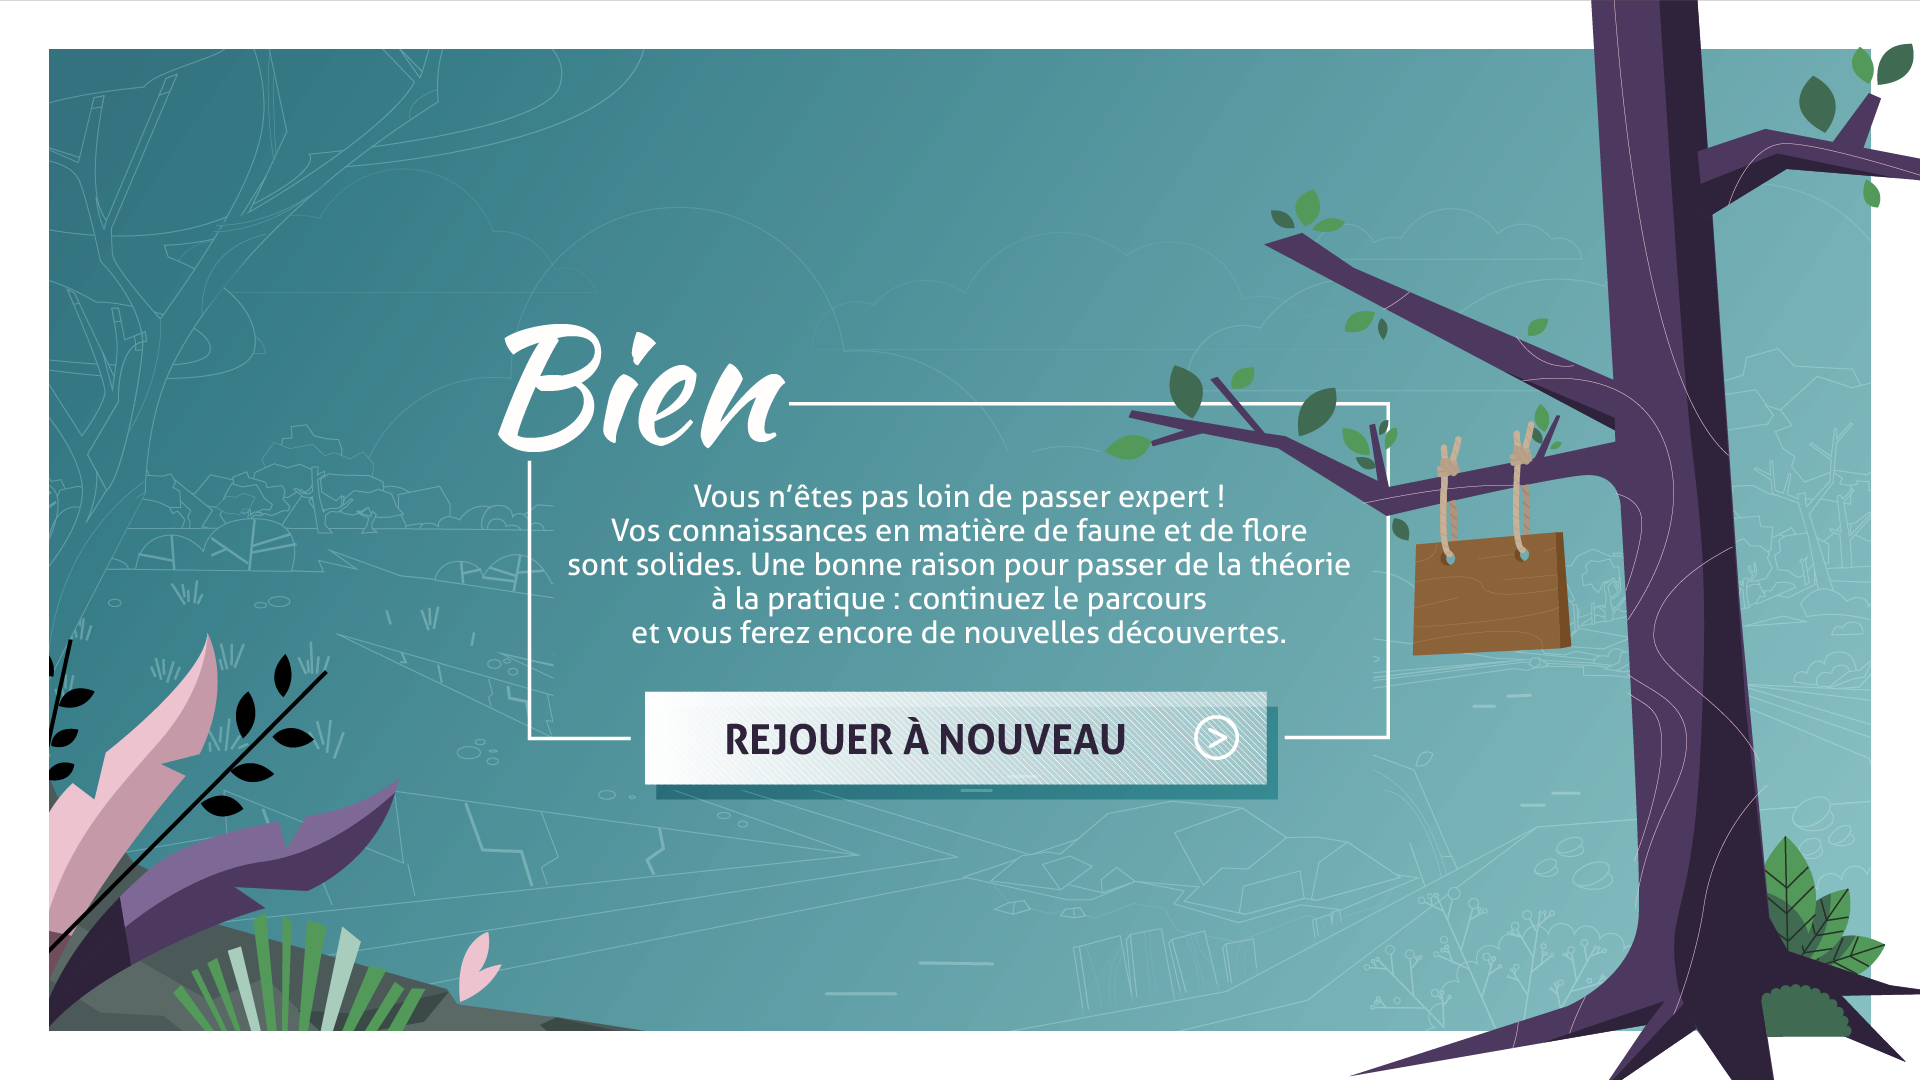 Bien
Vous n’êtes pas loin de passer expert !
Vos connaissances en matière de faune et de flore
sont solides. Une bonne raison pour passer de la théorie
à la pratique : continuez le parcours
et vous ferez encore de nouvelles découvertes.
REJOUER À NOUVEAU